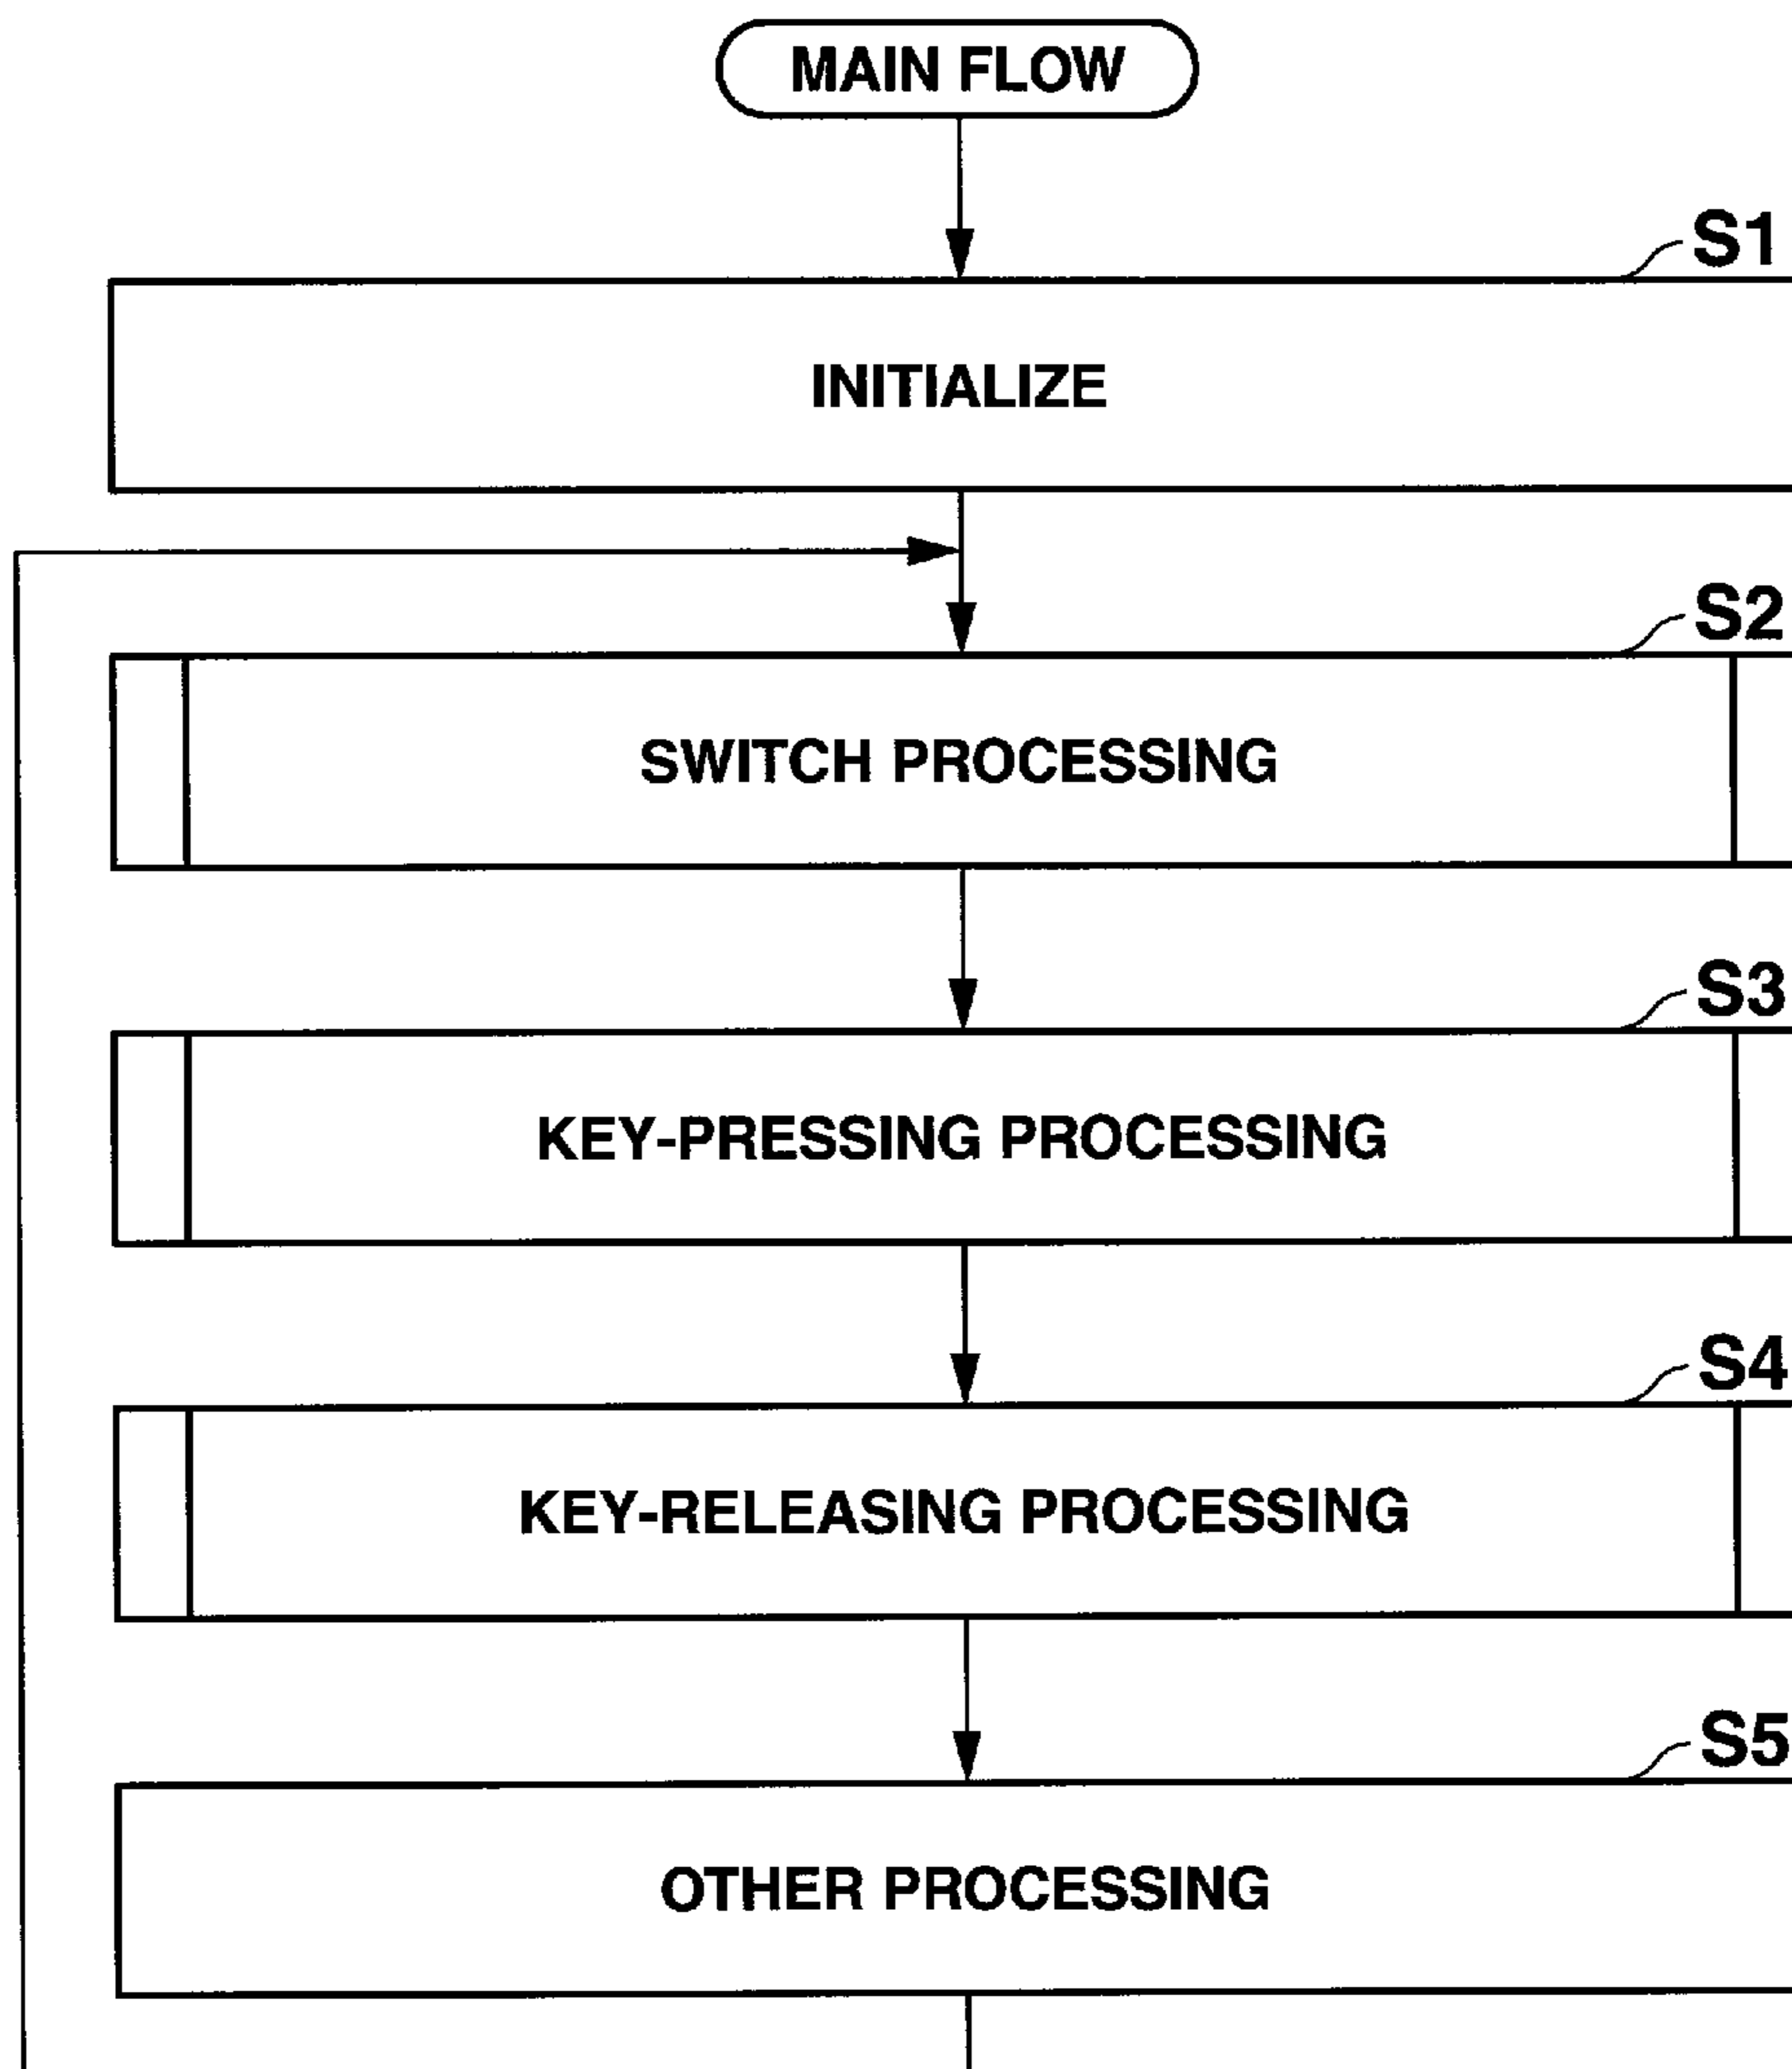 MAIN FLOW
S1
INITIALIZE
S2
SWITCH PROCESSING
S3
KEY-PRESSING PROCESSING
S4
KEY-RELEASING PROCESSING
S5
OTHER PROCESSING